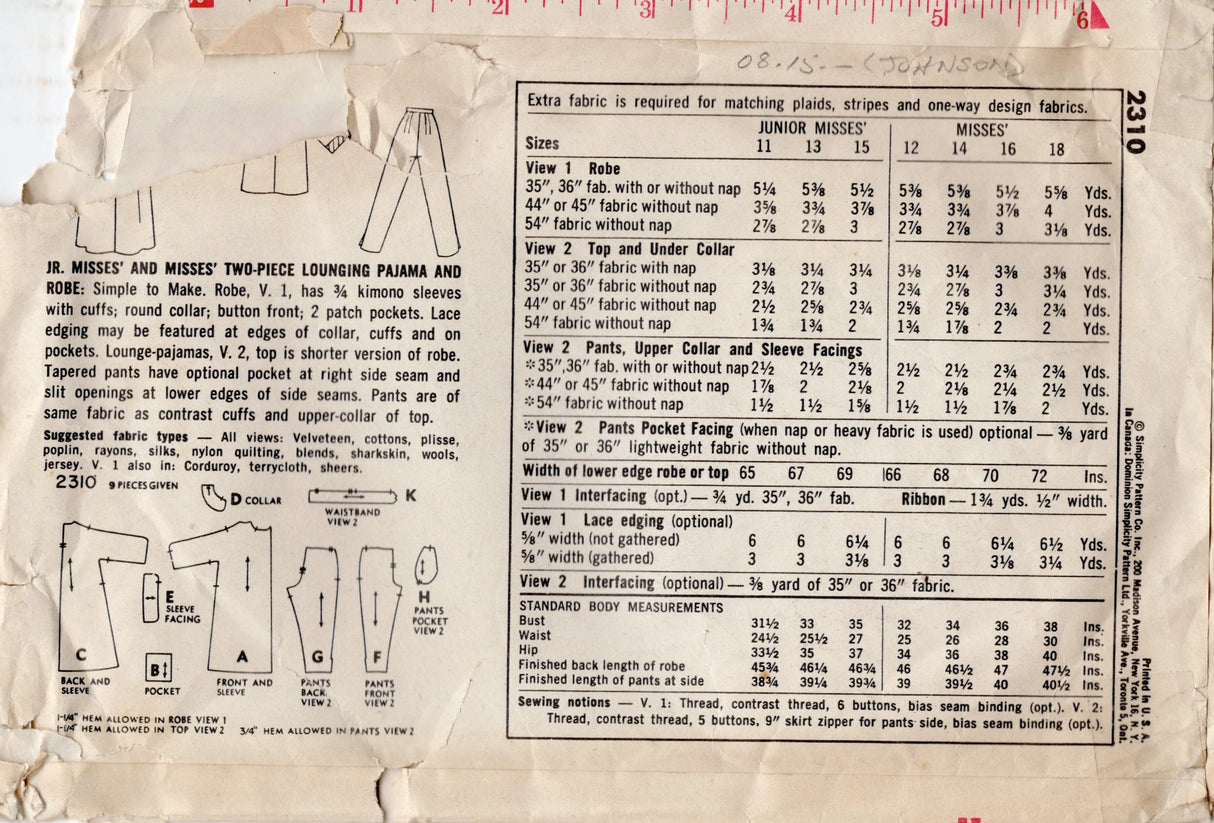 1 2 3 4 5 6
08.15.—(JOHNSON)
JR. MISSES’ AND MISSES’ TWO-PIECE LOUNGING PAJAMA AND
ROBE: Simple to Make. Robe, V. 1, has ¾ kimono sleeves
with cuffs; round collar; button front; 2 patch pockets. Lace
edging may be featured at edges of collar, cuffs and on
pockets. Lounge-pajamas, V. 2, top is shorter version of robe.
Tapered pants have optional pocket at right side seam and
slit openings at lower edges of side seams. Pants are of
same fabric as contrast cuffs and upper-collar of top.
Suggested fabric types — All views: Velveteen, cottons, plisse,
poplin, rayons, silks, nylon quilting, blends, sharkskin, wools,
jersey. V. 1 also in: Corduroy, terrycloth, sheers.
2310 9 PIECES GIVEN
D COLLAR
K
WAISTBAND
VIEW 2
E
SLEEVE
FACING
H
PANTS
POCKET
VIEW 2
C
B
A
G
F
BACK AND
SLEEVE
POCKET
FRONT AND
SLEEVE
PANTS
BACK
VIEW 2
PANTS
FRONT
VIEW 2
1-1/4" HEM ALLOWED IN ROBE VIEW 1
1-1/4" HEM ALLOWED IN TOP VIEW 2 3/4" HEM ALLOWED IN PANTS VIEW 2
Extra fabric is required for matching plaids, stripes and one-way design fabrics.
JUNIOR MISSES’ MISSES’
Sizes 11 13 15 12 14 16 18
View 1 Robe
35”, 36” fab. with or without nap 5¼ 5⅜ 5½ 5⅜ 5⅜ 5½ 5⅝ Yds.
44” or 45” fabric without nap 3⅝ 3¾ 3⅞ 3¾ 3¾ 3⅞ 4 Yds.
54” fabric without nap 2⅞ 2⅞ 3 2⅞ 2⅞ 3 3⅛ Yds.
View 2 Top and Under Collar
35” or 36” fabric with nap 3⅛ 3¼ 3¼ 3⅛ 3¼ 3⅜ 3⅜ Yds.
35” or 36” fabric without nap 2¾ 2⅞ 3 2¾ 2⅞ 3 3¼ Yds.
44” or 45” fabric without nap 2½ 2⅝ 2¾ 2⅝ 2⅝ 2¾ 2¾ Yds.
54” fabric without nap 1¾ 1¾ 2 1¾ 1⅞ 2 2 Yds.
View 2 Pants, Upper Collar and Sleeve Facings
※35”,36” fab. with or without nap 2½ 2½ 2⅝ 2½ 2½ 2¾ 2¾ Yds.
※44” or 45” fabric without nap 1⅞ 2 2⅛ 2 2⅛ 2¼ 2½ Yds.
※54” fabric without nap 1½ 1½ 1⅝ 1½ 1½ 1⅞ 2 Yds.
※View 2 Pants Pocket Facing (when nap or heavy fabric is used) optional — ⅜ yard
of 35” or 36” lightweight fabric without nap.
Width of lower edge robe or top 65 67 69 66 68 70 72 Ins.
View 1 Interfacing (opt.) — ¾ yd. 35”, 36” fab. Ribbon — 1¾ yds. ½” width.
View 1 Lace edging (optional)
⅝” width (not gathered) 6 6 6¼ 6 6 6¼ 6½ Yds.
⅝” width (gathered) 3 3 3⅛ 3 3 3⅛ 3¼ Yds.
View 2 Interfacing (optional) — ⅜ yard of 35” or 36” fabric.
STANDARD BODY MEASUREMENTS
Bust 31½ 33 35 32 34 36 38 Ins.
Waist 24½ 25½ 27 25 26 28 30 Ins.
Hip 33½ 35 37 34 36 38 40 Ins.
Finished back length of robe 45¾ 46¼ 46¾ 46 46½ 47 47½ Ins.
Finished length of pants at side 38¾ 39¼ 39¾ 39 39½ 40 40½ Ins.
Sewing notions — V. 1: Thread, contrast thread, 6 buttons, bias seam binding (opt.). V. 2:
Thread, contrast thread, 5 buttons, 9” skirt zipper for pants side, bias seam binding (opt.).
2310
Printed in U. S. A.
© Simplicity Pattern Co. Inc., 200 Madison Avenue, New York 16, N. Y.
In Canada: Dominion Simplicity Pattern Ltd., Yorkville Ave., Toronto 5, Ont.